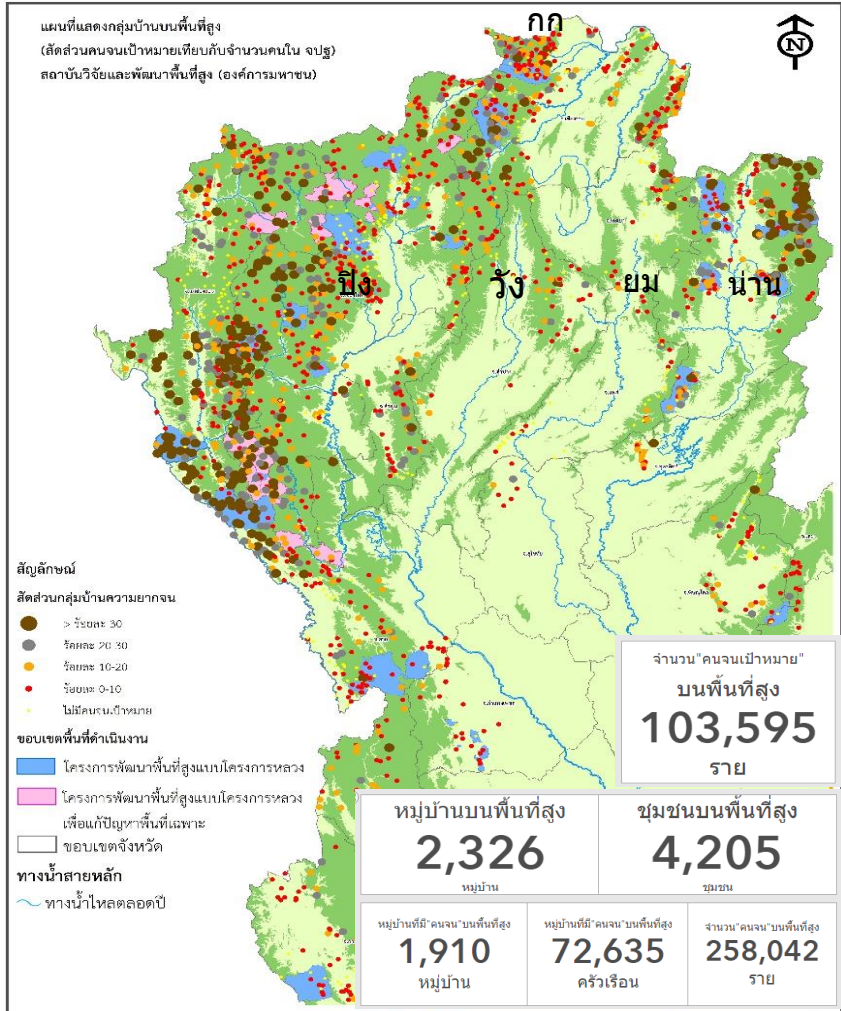 แผนที่แสดงกลุ่มบ้านบนพื้นที่สูง
(สัดส่วนคนจนเป้าหมายเทียบกับจำนวนคนใน จปฐ)
สถาบันวิจัยและพัฒนาพื้นที่สูง (องค์การมหาชน)
กก
N
ปิง
วัง
ยม
น่าน
สัญลักษณ์
สัดส่วนกลุ่มบ้านความยากจน
> ร้อยละ 30
ร้อยละ 20-30
ร้อยละ 10-20
ร้อยละ 0-10
ไม่มีคนจนเป้าหมาย
ขอบเขตพื้นที่ดำเนินงาน
โครงการพัฒนาพื้นที่สูงแบบโครงการหลวง
โครงการพัฒนาพื้นที่สูงแบบโครงการหลวง
เพื่อแก้ปัญหาพื้นที่เฉพาะ
ขอบเขตจังหวัด
ทางน้ำสายหลัก
ทางน้ำไหลตลอดปี
จำนวน"คนจนเป้าหมาย"
บนพื้นที่สูง
103,595
ราย
หมู่บ้านบนพื้นที่สูง
2,326
หมู่บ้าน
ชุมชนบนพื้นที่สูง
4,205
ชุมชน
หมู่บ้านที่มี"คนจน"บนพื้นที่สูง
1,910
หมู่บ้าน
หมู่บ้านที่มี"คนจน"บนพื้นที่สูง
72,635
ครัวเรือน
จำนวน"คนจน"บนพื้นที่สูง
258,042
ราย